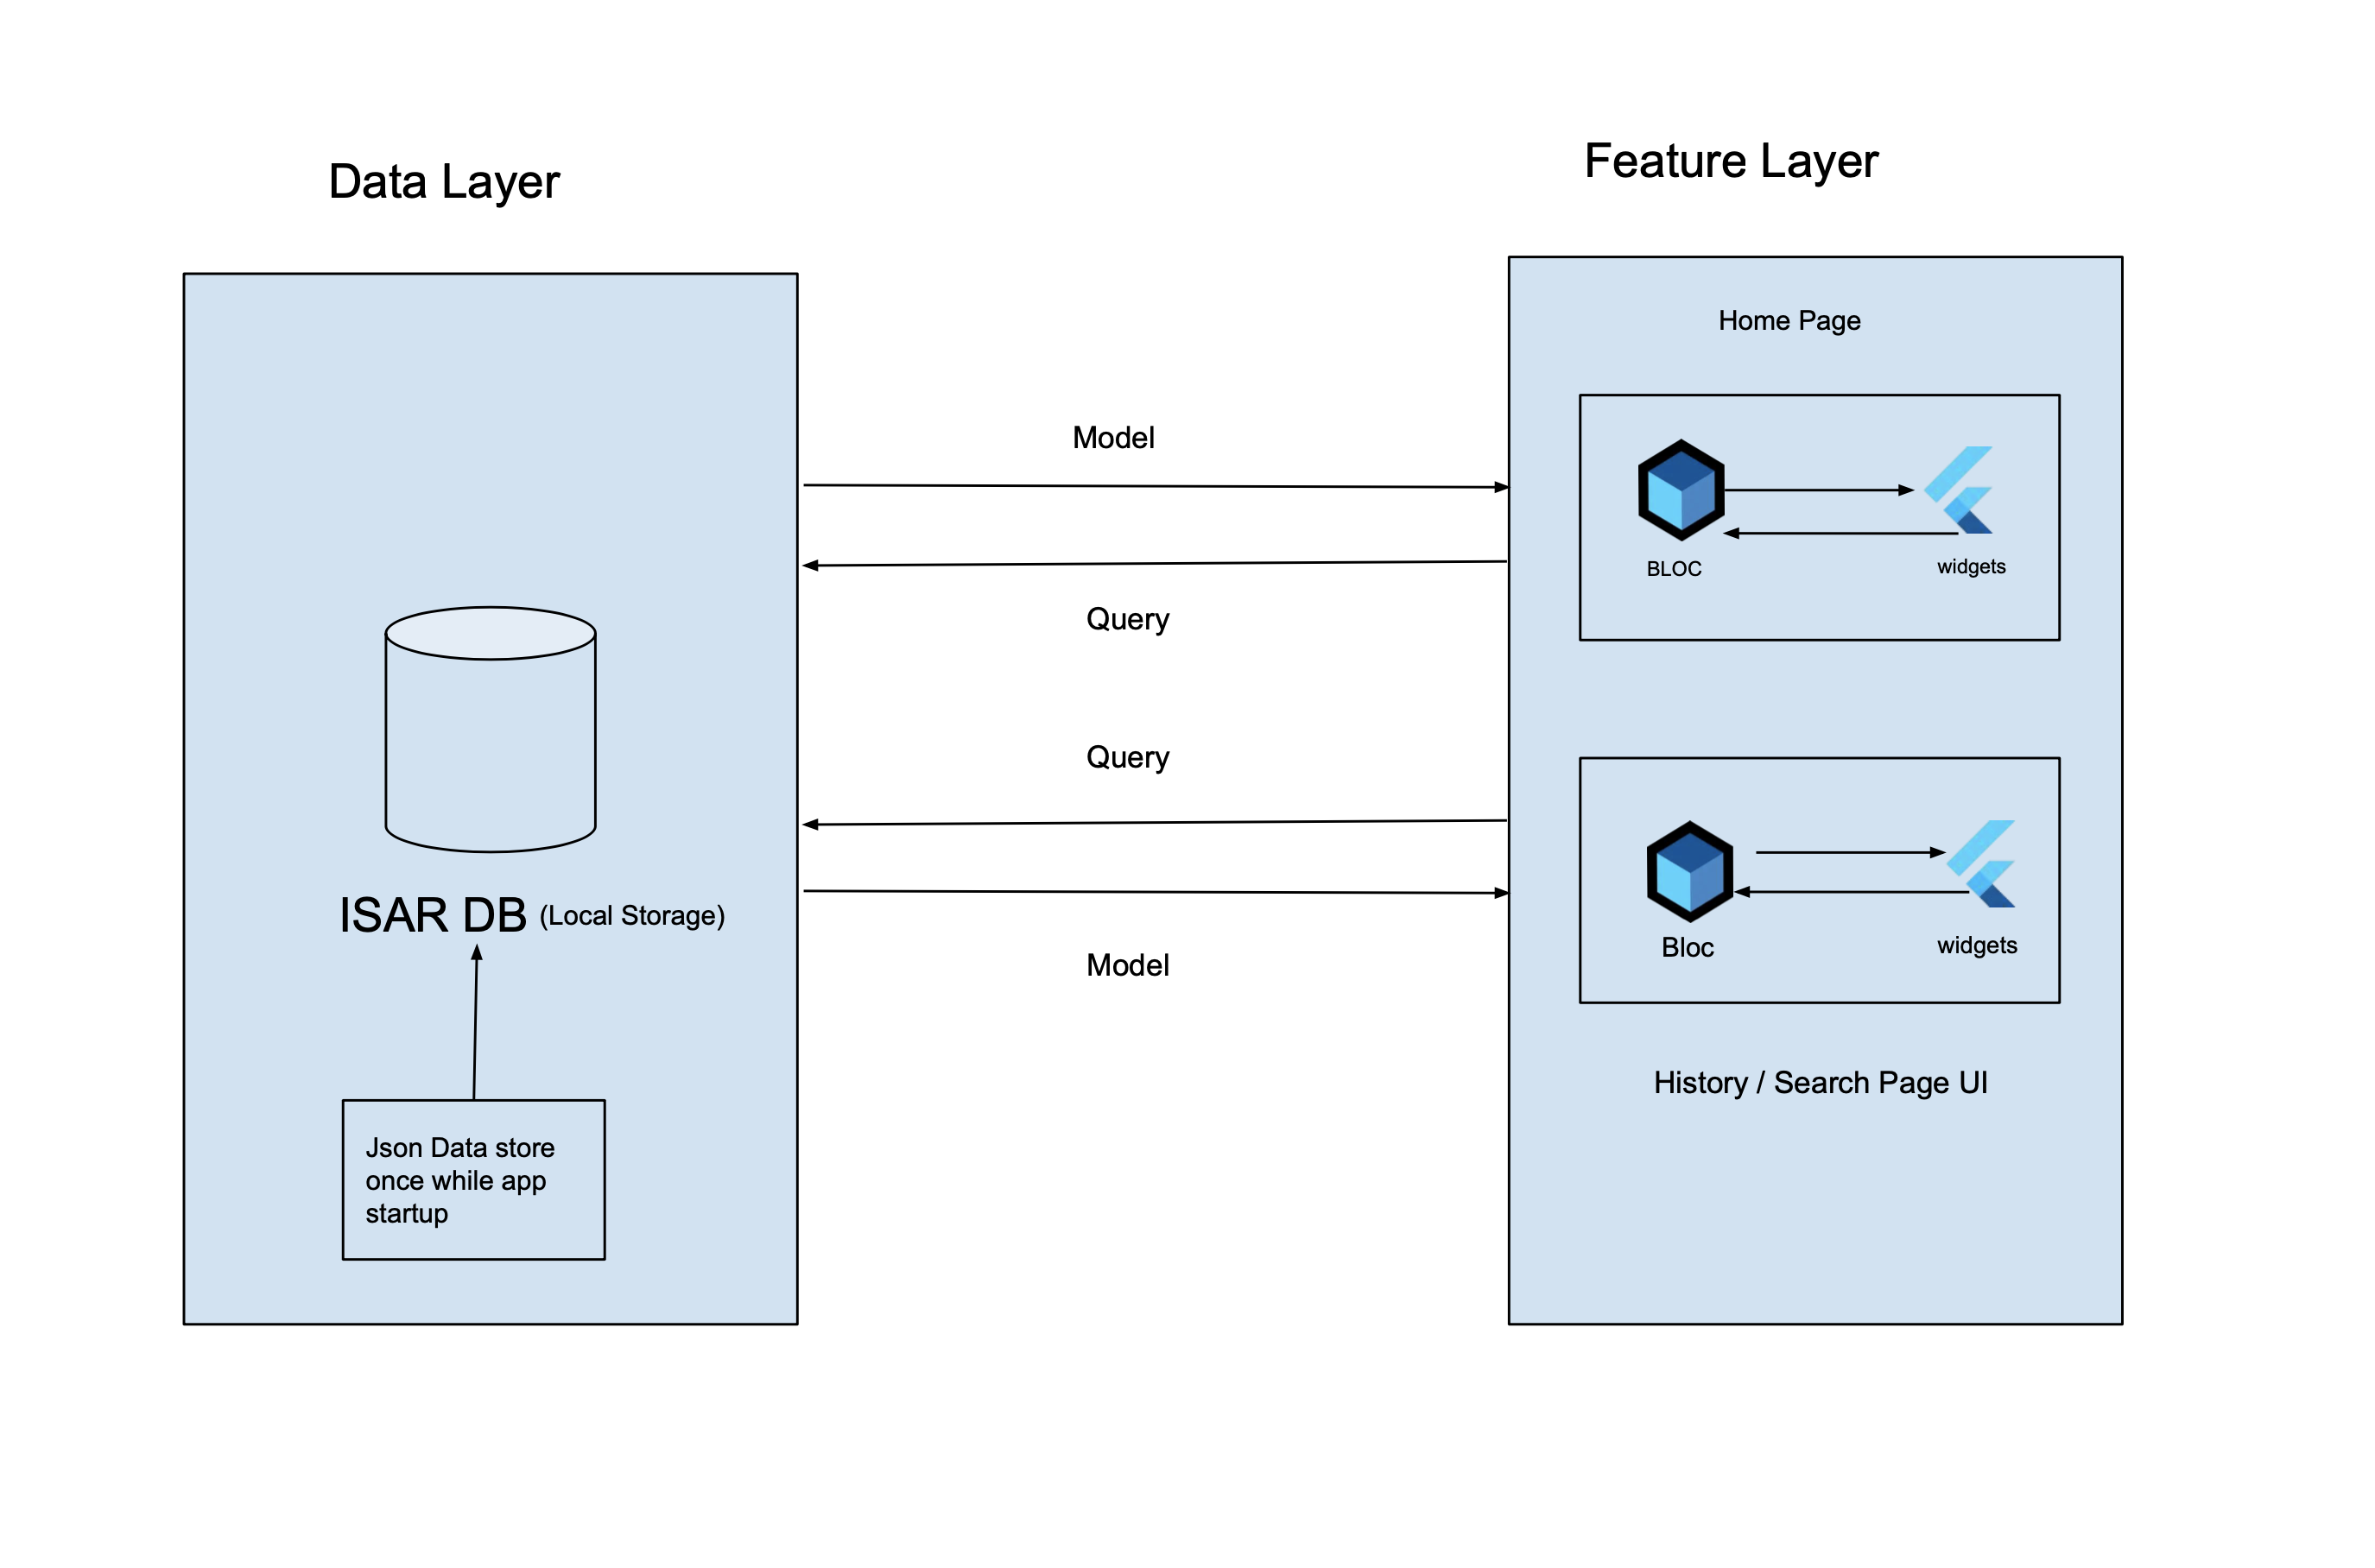 Data Layer
Feature Layer
Home Page
Model
BLOC
widgets
Query
Query
ISAR DB (Local Storage)
Bloc
widgets
Model
History / Search Page UI
Json Data store
once while app
startup